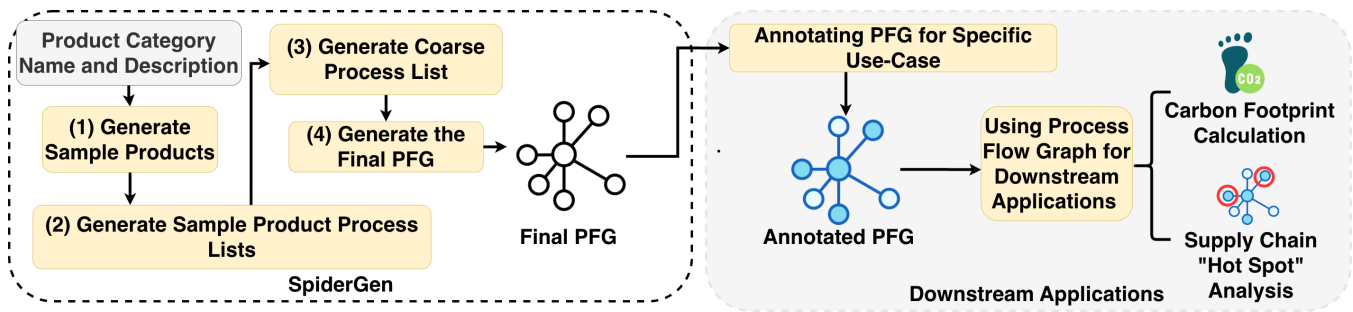 Product Category
Name and Description
(1) Generate
Sample Products
(2) Generate Sample Product Process
Lists
(3) Generate Coarse
Process List
(4) Generate the
Final PFG
Final PFG
SpiderGen
Annotating PFG for Specific
Use-Case
Annotated PFG
Using Process
Flow Graph for
Downstream
Applications
CO₂
Carbon Footprint
Calculation
Supply Chain
"Hot Spot"
Analysis
Downstream Applications